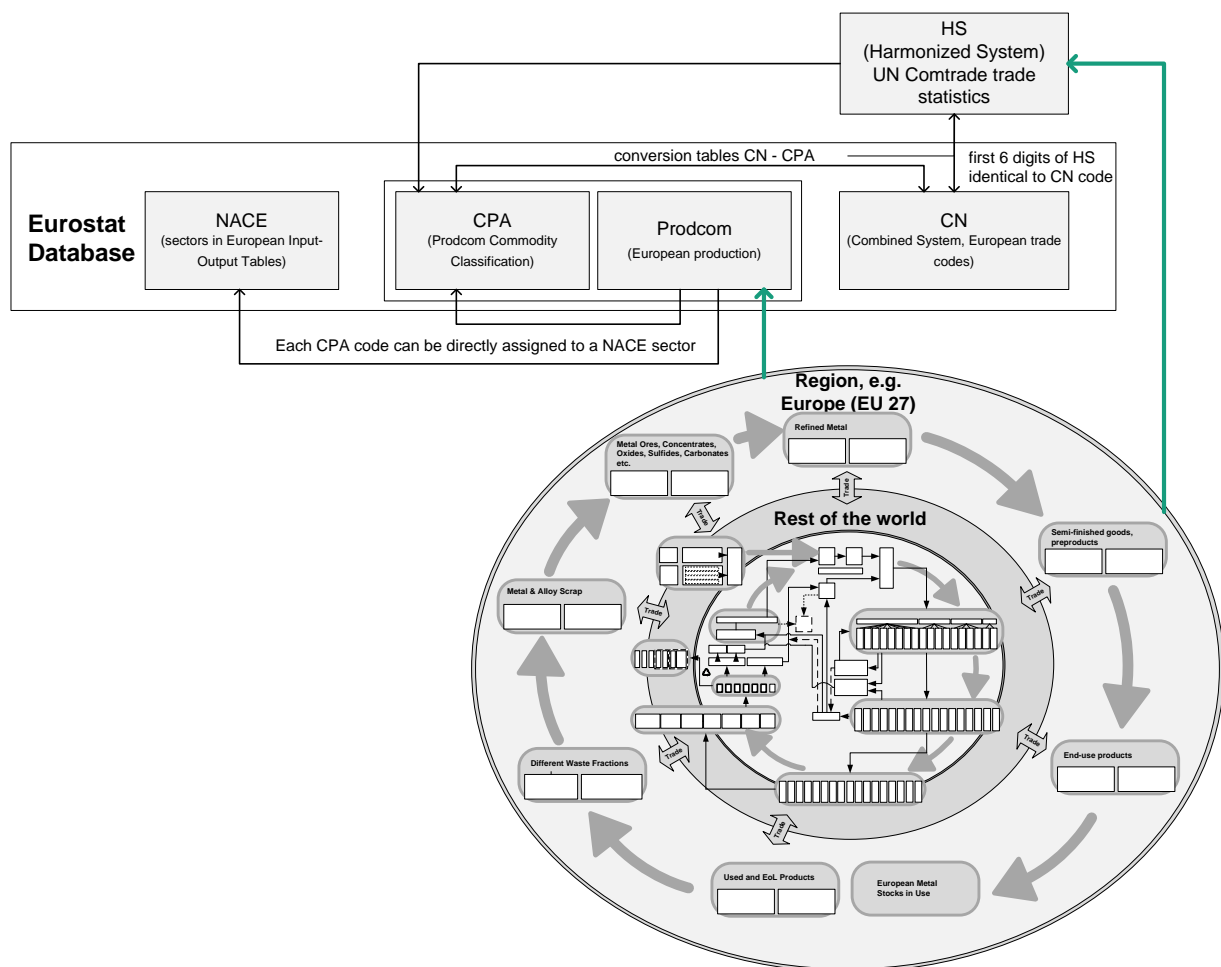 HS
(Harmonized System)
UN Comtrade trade
statistics
conversion tables CN - CPA
first 6 digits of HS
identical to CN code
Eurostat
Database
NACE
(sectors in European Input-
Output Tables)
CPA
(Prodcom Commodity
Classification)
Prodcom
(European production)
CN
(Combined System, European trade
codes)
Each CPA code can be directly assigned to a NACE sector
Region, e.g.
Europe (EU 27)
Refined Metal
Metal Ores, Concentrates,
Oxides, Sulfides, Carbonates
etc.
Trade
Trade
Rest of the world
Semi-finished goods,
preproducts
Metal & Alloy Scrap
Trade
Trade
Different Waste Fractions
Trade
Trade
End-use products
Trade
Used and EoL Products
European Metal
Stocks in Use